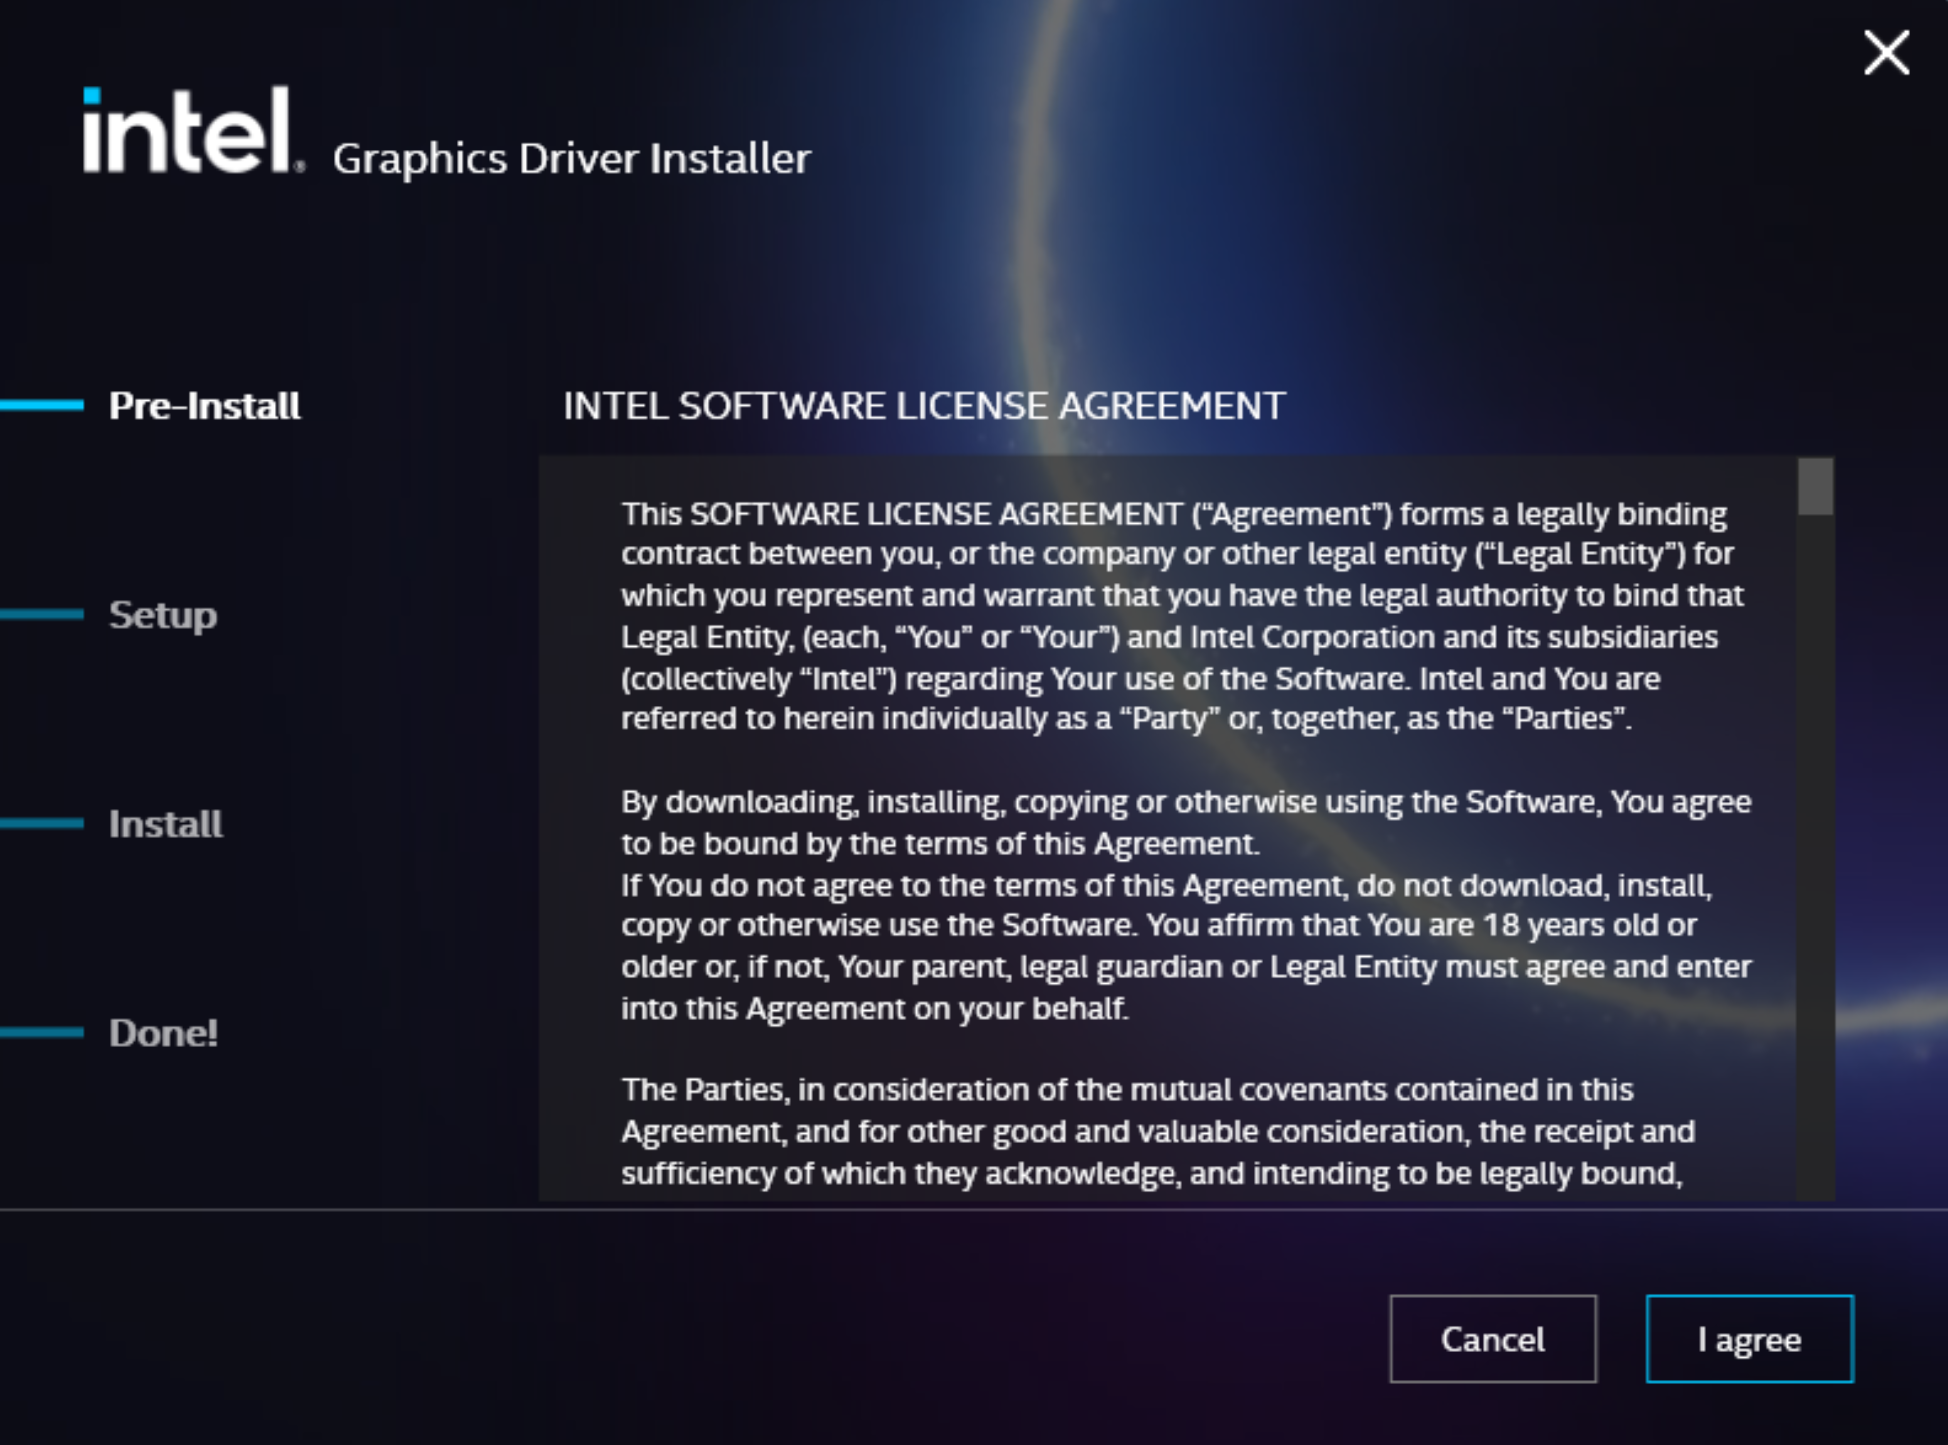 intel® Graphics Driver Installer
Pre-Install
Setup
Install
Done!
INTEL SOFTWARE LICENSE AGREEMENT
This SOFTWARE LICENSE AGREEMENT (“Agreement”) forms a legally binding
contract between you, or the company or other legal entity (“Legal Entity”) for
which you represent and warrant that you have the legal authority to bind that
Legal Entity, (each, “You” or “Your”) and Intel Corporation and its subsidiaries
(collectively “Intel”) regarding Your use of the Software. Intel and You are
referred to herein individually as a “Party” or, together, as the “Parties”.
By downloading, installing, copying or otherwise using the Software, You agree
to be bound by the terms of this Agreement.
If You do not agree to the terms of this Agreement, do not download, install,
copy or otherwise use the Software. You affirm that You are 18 years old or
older or, if not, Your parent, legal guardian or Legal Entity must agree and enter
into this Agreement on your behalf.
The Parties, in consideration of the mutual covenants contained in this
Agreement, and for other good and valuable consideration, the receipt and
sufficiency of which they acknowledge, and intending to be legally bound,
Cancel
I agree